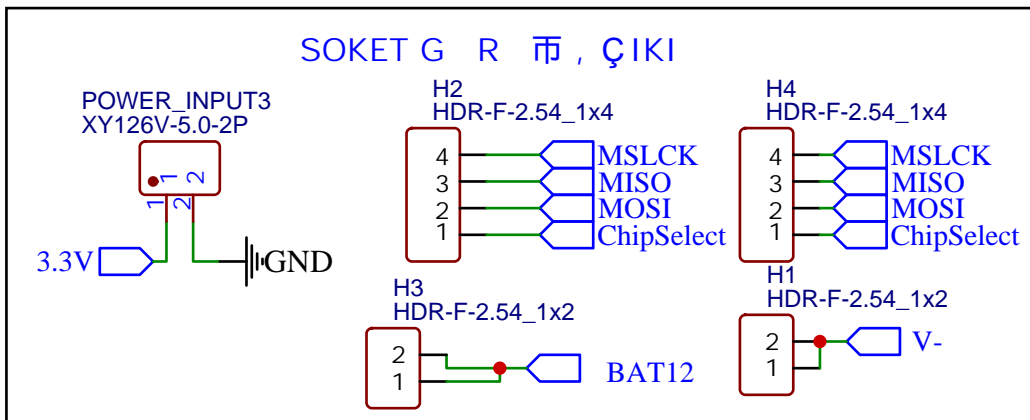 SOKET G R 币 , ÇIKI
POWER_INPUT3
XY126V-5.0-2P
1 2
1 2
3.3V
GND
H2
HDR-F-2.54_1x4
4 MSLCK
3 MISO
2 MOSI
1 ChipSelect
H4
HDR-F-2.54_1x4
4 MSLCK
3 MISO
2 MOSI
1 ChipSelect
H3
HDR-F-2.54_1x2
2
1
BAT12
H1
HDR-F-2.54_1x2
2
1
V-